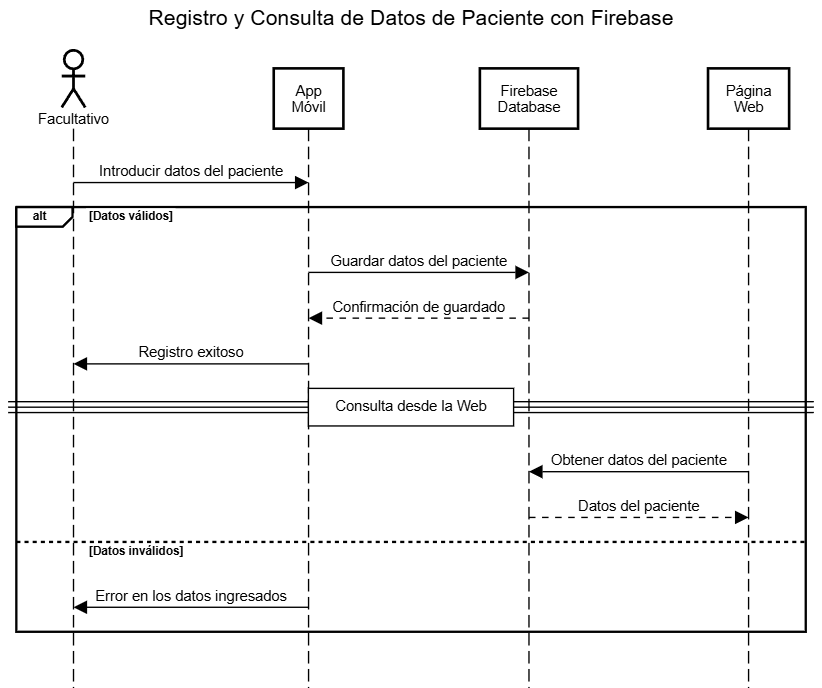 Registro y Consulta de Datos de Paciente con Firebase
Facultativo
App
Móvil
Firebase
Database
Página
Web
Introducir datos del paciente
alt
[Datos válidos]
Guardar datos del paciente
Confirmación de guardado
Registro exitoso
Consulta desde la Web
Obtener datos del paciente
Datos del paciente
[Datos inválidos]
Error en los datos ingresados